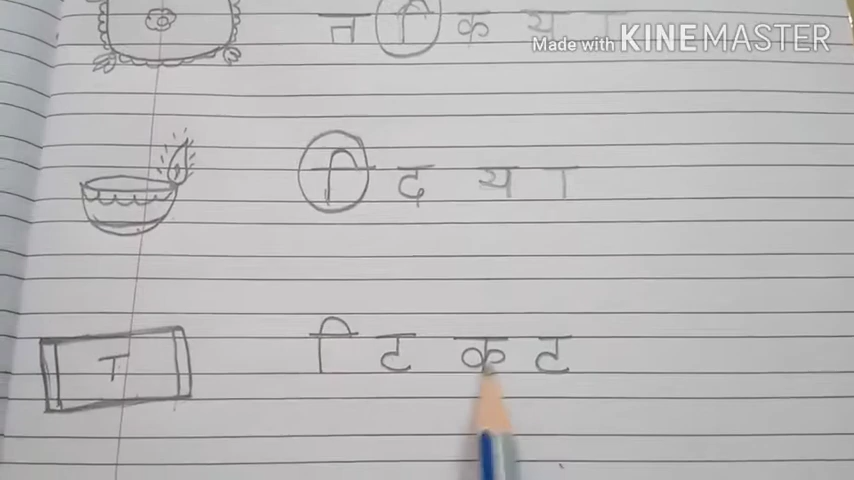 त ि क य ा
Made with KINEMASTER
ि द य ा
T ि ट क ट